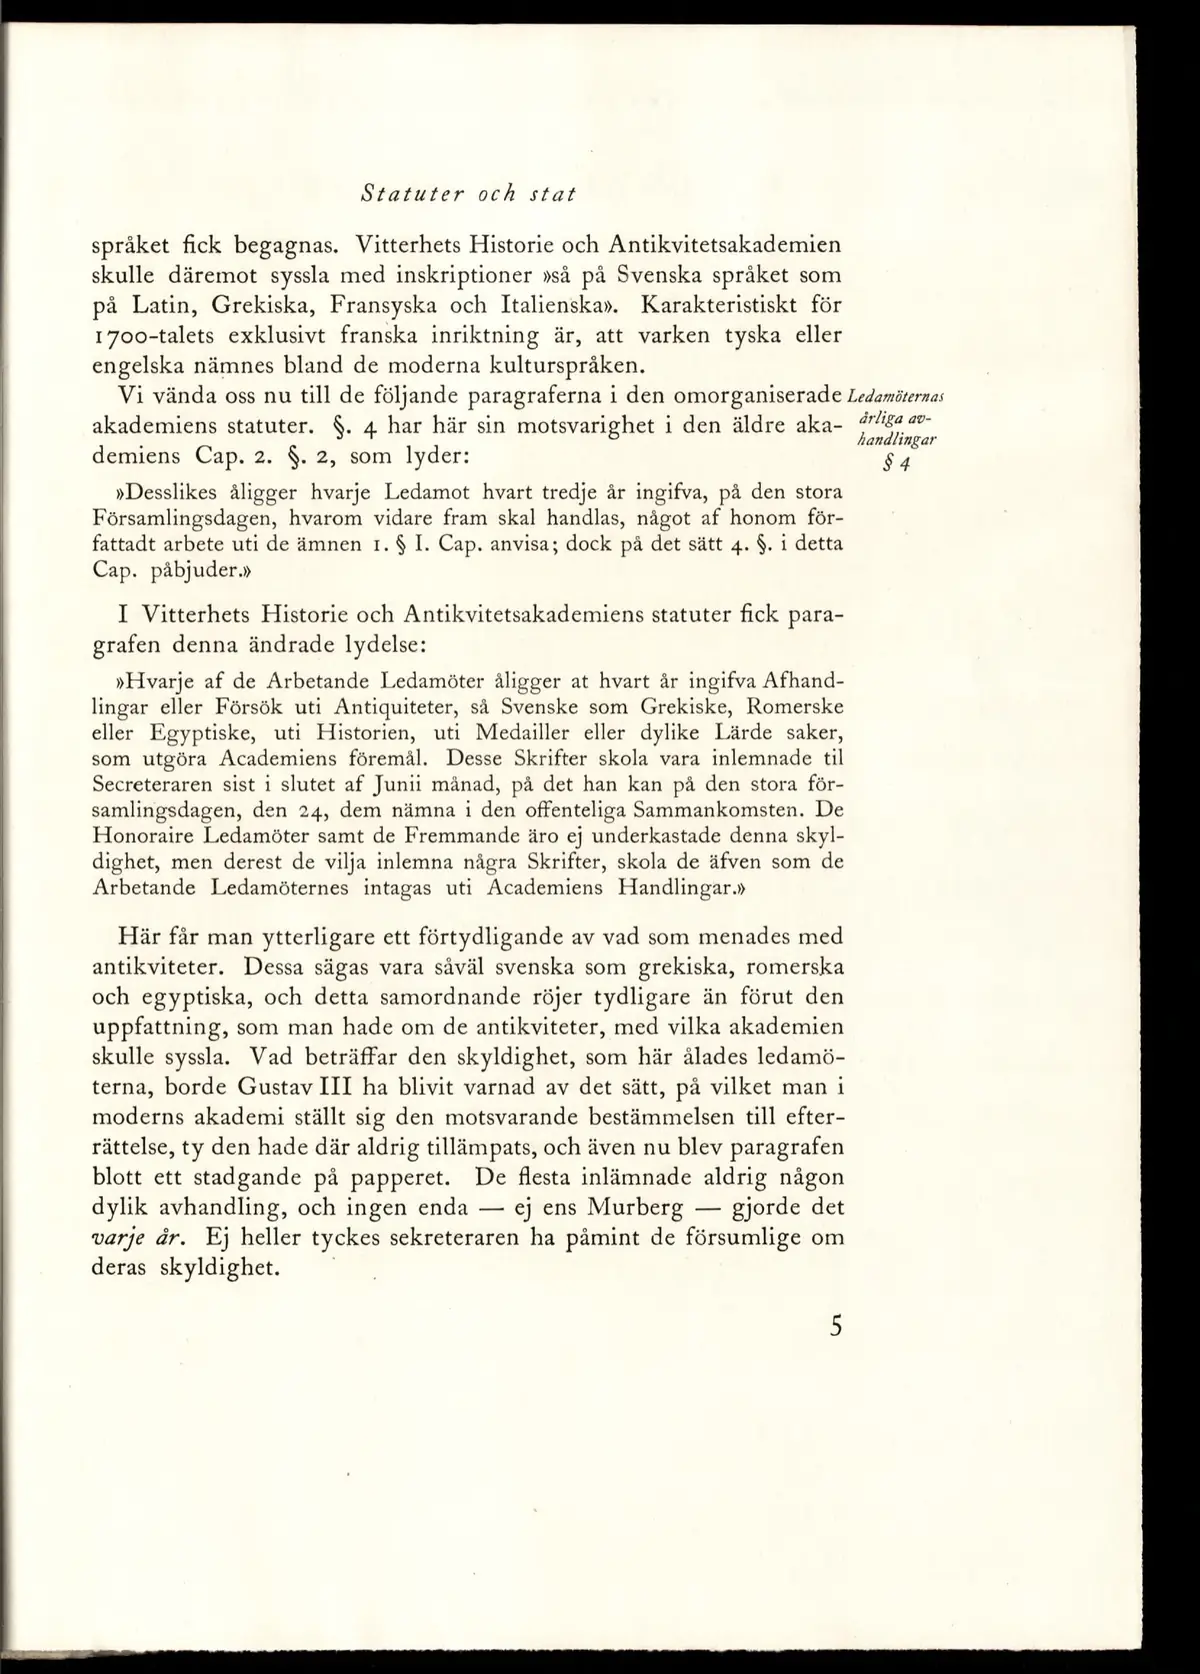 Statuter och stat
språket fick begagnas. Vitterhets Historie och Antikvitetsakademien
skulle däremot syssla med inskriptioner »så på Svenska språket som
på Latin, Grekiska, Fransyska och Italienska». Karakteristiskt för
1700-talets exklusivt franska inriktning är, att varken tyska eller
engelska nämnes bland de moderna kulturspråken.
Vi vända oss nu till de följande paragraferna i den omorganiserade
akademiens statuter. §. 4 har här sin motsvarighet i den äldre aka-
demiens Cap. 2. §. 2, som lyder:
Ledamöternas
årliga av-
handlingar
§ 4
»Desslikes åligger hvarje Ledamot hvart tredje år ingifva, på den stora
Församlingsdagen, hvarom vidare fram skal handlas, något af honom för-
fattadt arbete uti de ämnen 1. § I. Cap. anvisa; dock på det sätt 4. §. i detta
Cap. påbjuder.»
I Vitterhets Historie och Antikvitetsakademiens statuter fick para-
grafen denna ändrade lydelse:
»Hvarje af de Arbetande Ledamöter åligger at hvart år ingifva Afhand-
lingar eller Försök uti Antiquiteter, så Svenske som Grekiske, Romerske
eller Egyptiske, uti Historien, uti Medailler eller dylike Lärde saker,
som utgöra Academiens föremål. Desse Skrifter skola vara inlemnade til
Secreteraren sist i slutet af Junii månad, på det han kan på den stora för-
samlingsdagen, den 24, dem nämna i den offenteliga Sammankomsten. De
Honoraire Ledamöter samt de Fremmande äro ej underkastade denna skyl-
dighet, men derest de vilja inlemna några Skrifter, skola de äfven som de
Arbetande Ledamöternes intagas uti Academiens Handlingar.»
Här får man ytterligare ett förtydligande av vad som menades med
antikviteter. Dessa sägas vara såväl svenska som grekiska, romerska
och egyptiska, och detta samordnande röjer tydligare än förut den
uppfattning, som man hade om de antikviteter, med vilka akademien
skulle syssla. Vad beträffar den skyldighet, som här ålades ledamö-
terna, borde Gustav III ha blivit varnad av det sätt, på vilket man i
moderns akademi ställt sig den motsvarande bestämmelsen till efter-
rättelse, ty den hade där aldrig tillämpats, och även nu blev paragrafen
blott ett stadgande på papperet. De flesta inlämnade aldrig någon
dylik avhandling, och ingen enda — ej ens Murberg — gjorde det
varje år. Ej heller tyckes sekreteraren ha påmint de försumlige om
deras skyldighet.
5